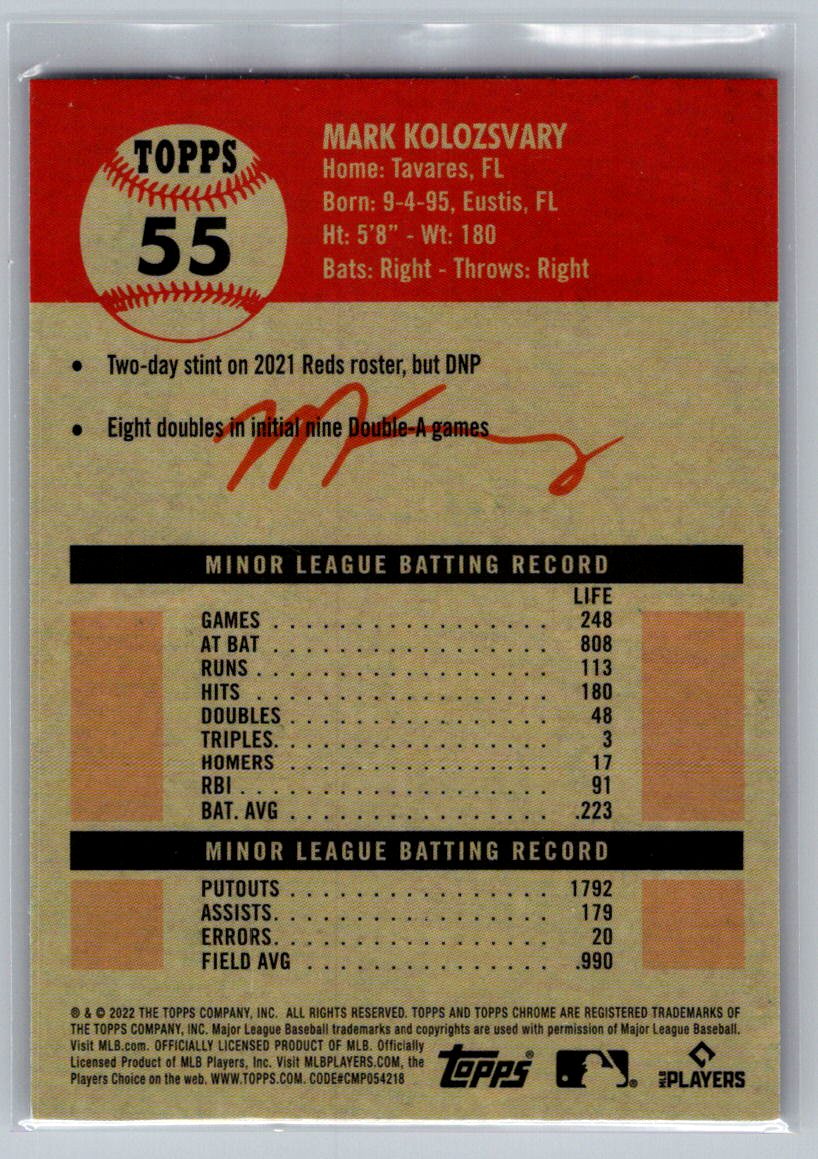 TOPPS
55
MARK KOLOZSVARY
Home: Tavares, FL
Born: 9-4-95, Eustis, FL
Ht: 5'8" - Wt: 180
Bats: Right - Throws: Right
• Two-day stint on 2021 Reds roster, but DNP
• Eight doubles in initial nine Double-A games
MINOR LEAGUE BATTING RECORD
LIFE
GAMES . . . . . . . . . . . . . . . . . 248
AT BAT . . . . . . . . . . . . . . . . . 808
RUNS . . . . . . . . . . . . . . . . . . 113
HITS . . . . . . . . . . . . . . . . . . 180
DOUBLES . . . . . . . . . . . . . . . . 48
TRIPLES. . . . . . . . . . . . . . . . . 3
HOMERS . . . . . . . . . . . . . . . . 17
RBI . . . . . . . . . . . . . . . . . . . 91
BAT. AVG . . . . . . . . . . . . . . . . .223
MINOR LEAGUE BATTING RECORD
PUTOUTS . . . . . . . . . . . . . . . . 1792
ASSISTS. . . . . . . . . . . . . . . . . 179
ERRORS. . . . . . . . . . . . . . . . . 20
FIELD AVG . . . . . . . . . . . . . . . .990
® & © 2022 THE TOPPS COMPANY, INC. ALL RIGHTS RESERVED. TOPPS AND TOPPS CHROME ARE REGISTERED TRADEMARKS OF
THE TOPPS COMPANY, INC. Major League Baseball trademarks and copyrights are used with permission of Major League Baseball.
Visit MLB.com. OFFICIALLY LICENSED PRODUCT OF MLB. Officially
Licensed Product of MLB Players, Inc. Visit MLBPLAYERS.COM, the
Players Choice on the web. WWW.TOPPS.COM. CODE#CMP054218
topps®
®
MLB PLAYERS